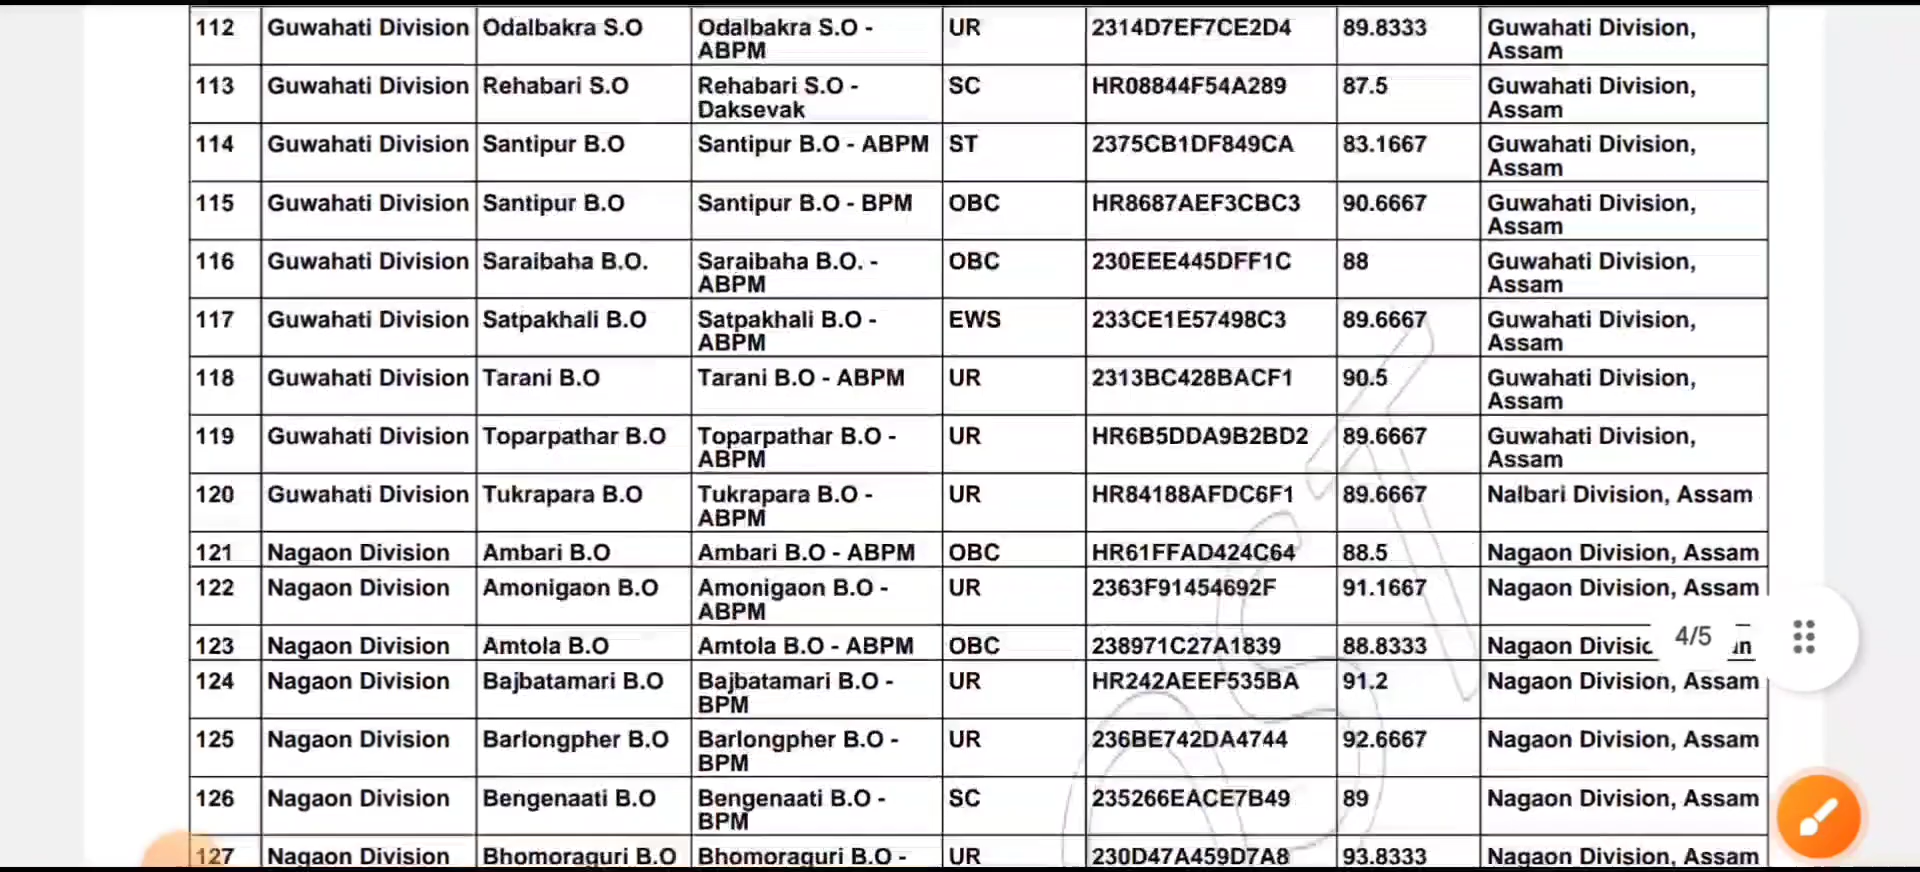 112 Guwahati Division Odalbakra S.O Odalbakra S.O - UR 2314D7EF7CE2D4 89.8333 Guwahati Division,
ABPM Assam
113 Guwahati Division Rehabari S.O Rehabari S.O - SC HR08844F54A289 87.5 Guwahati Division,
Daksevak Assam
114 Guwahati Division Santipur B.O Santipur B.O - ABPM ST 2375CB1DF849CA 83.1667 Guwahati Division,
Assam
115 Guwahati Division Santipur B.O Santipur B.O - BPM OBC HR8687AEF3CBC3 90.6667 Guwahati Division,
Assam
116 Guwahati Division Saraibaha B.O. Saraibaha B.O. - OBC 230EEE445DFF1C 88 Guwahati Division,
ABPM Assam
117 Guwahati Division Satpakhali B.O Satpakhali B.O - EWS 233CE1E57498C3 89.6667 Guwahati Division,
ABPM Assam
118 Guwahati Division Tarani B.O Tarani B.O - ABPM UR 2313BC428BACF1 90.5 Guwahati Division,
Assam
119 Guwahati Division Toparpathar B.O Toparpathar B.O - UR HR6B5DDA9B2BD2 89.6667 Guwahati Division,
ABPM Assam
120 Guwahati Division Tukrapara B.O Tukrapara B.O - UR HR84188AFDC6F1 89.6667 Nalbari Division, Assam
ABPM
121 Nagaon Division Ambari B.O Ambari B.O - ABPM OBC HR61FFAD424C64 88.5 Nagaon Division, Assam
122 Nagaon Division Amonigaon B.O Amonigaon B.O - UR 2363F91454692F 91.1667 Nagaon Division, Assam
ABPM
123 Nagaon Division Amtola B.O Amtola B.O - ABPM OBC 238971C27A1839 88.8333 Nagaon 4/5
124 Nagaon Division Bajbatamari B.O Bajbatamari B.O - UR HR242AEEF535BA 91.2 Nagaon Division, Assam
BPM
125 Nagaon Division Barlongpher B.O Barlongpher B.O - UR 236BE742DA4744 92.6667 Nagaon Division, Assam
BPM
126 Nagaon Division Bengenaati B.O Bengenaati B.O - SC 235266EACE7B49 89 Nagaon Division, Assam
BPM
127 Nagaon Division Bhomoraguri B.O Bhomoraguri B.O - UR 230D47A459D7A8 93.8333 Nagaon Division, Assam